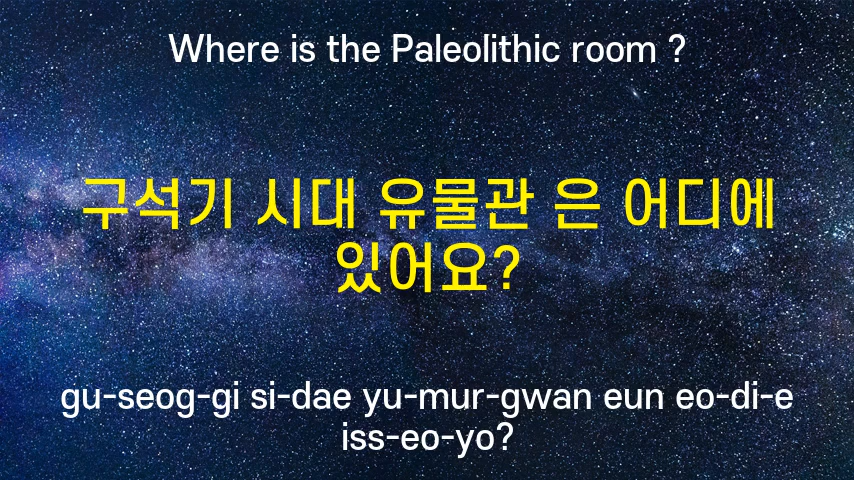 Where is the Paleolithic room ?
구석기 시대 유물관 은 어디에
있어요?
gu-seog-gi si-dae yu-mur-gwan eun eo-di-e
iss-eo-yo?